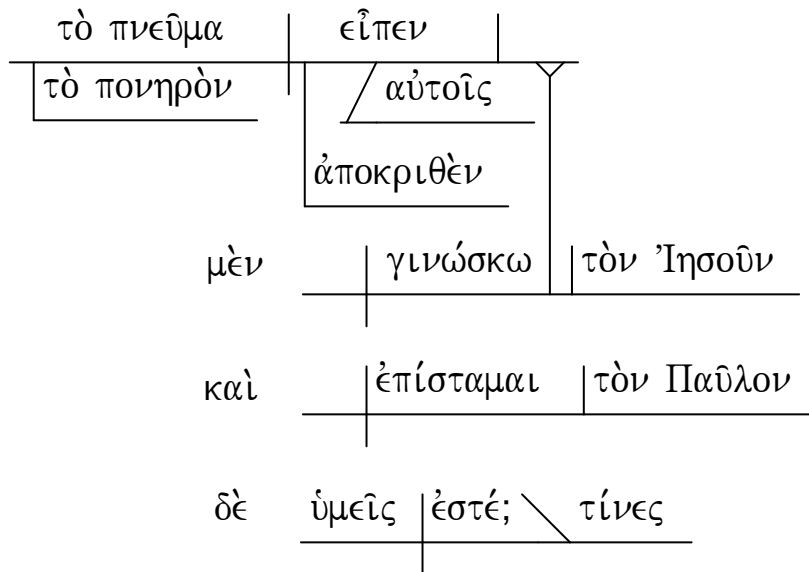 τὸ πνεῦμα εἶπεν
τὸ πονηρὸν αὐτοῖς
ἀποκριθὲν
μὲν γινώσκω τὸν Ἰησοῦν
καὶ ἐπίσταμαι τὸν Παῦλον
δὲ ὑμεῖς ἐστέ; τίνες